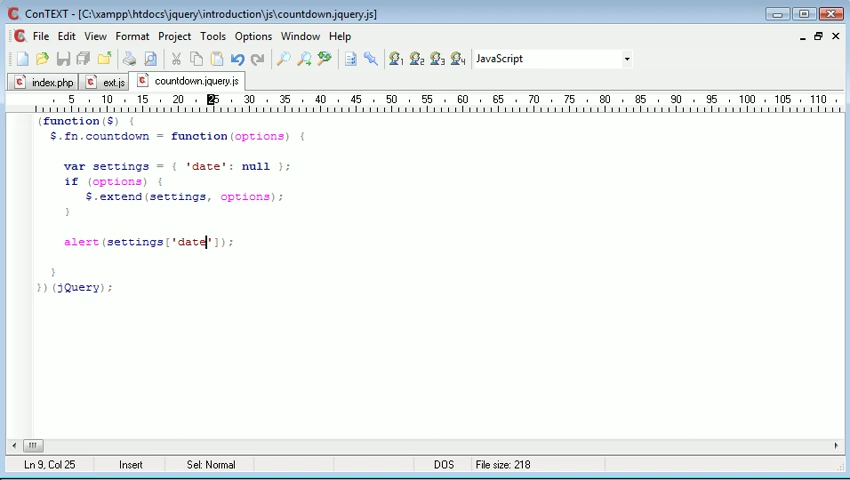 ConTEXT - [C:\xampp\htdocs\jquery\introduction\js\countdown.jquery.js]
File Edit View Format Project Tools Options Window Help
1 2 3 4 JavaScript
index.php ext.js countdown.jquery.js
5 10 15 20 25 30 35 40 45 50 55 60 65 70 75 80 85 90 95 100 105 110
(function($) {
$.fn.countdown = function(options) {
var settings = { 'date': null };
if (options) {
$.extend(settings, options);
}
alert(settings['date']);
}
})(jQuery);
Ln 9, Col 25 Insert Sel: Normal DOS File size: 218